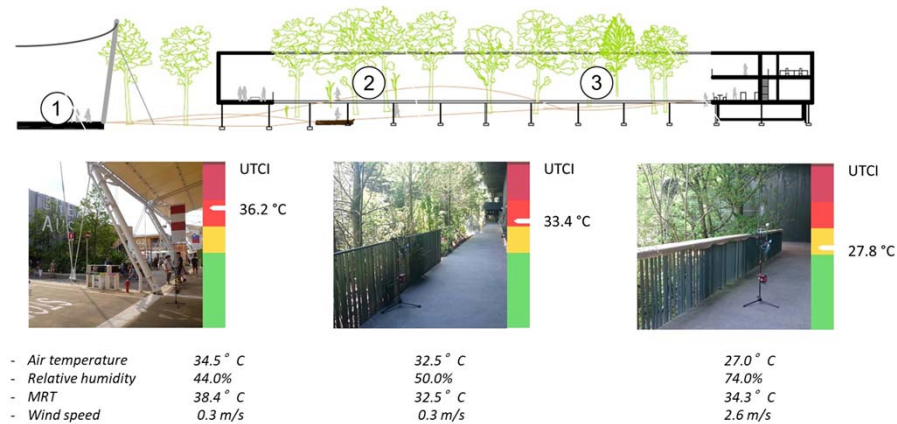 1
2
3
UTCI
36.2 °C
UTCI
33.4 °C
UTCI
27.8 °C
- Air temperature 34.5° C 32.5° C 27.0° C
- Relative humidity 44.0% 50.0% 74.0%
- MRT 38.4° C 32.5° C 34.3° C
- Wind speed 0.3 m/s 0.3 m/s 2.6 m/s